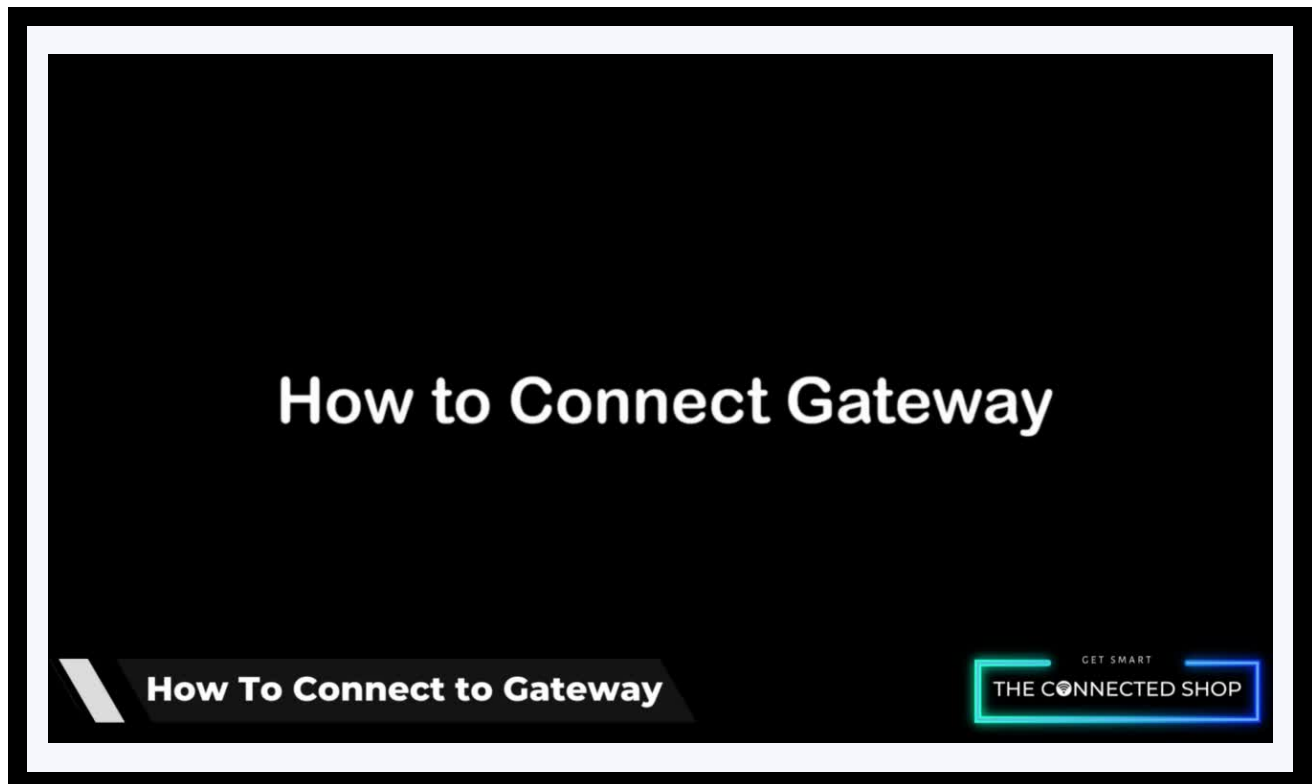 How to Connect Gateway
How To Connect to Gateway
GET SMART
THE CONNECTED SHOP